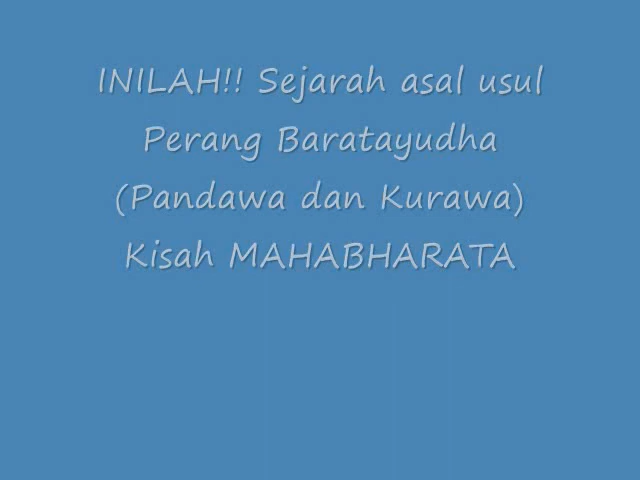 INILAH!! Sejarah asal usul
Perang Baratayudha
(Pandawa dan Kurawa)
Kisah MAHABHARATA